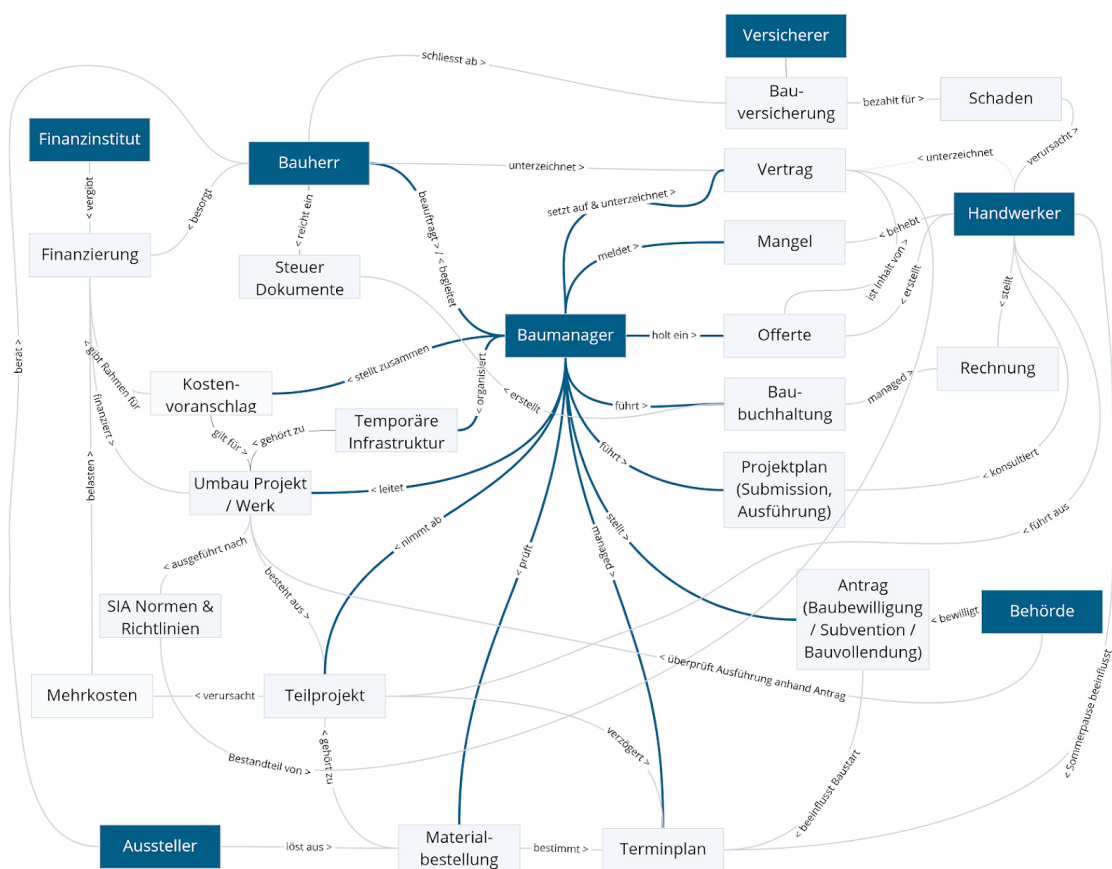 Versicherer
schliesst ab >
Bau-
versicherung
bezahlt für >
Schaden
Finanzinstitut
Bauherr
unterzeichnet >
Vertrag
< unterzeichnet
verursacht >
< vergibt
< besorgt
< reicht ein
beauftragt > / < begleitet
setzt auf & unterzeichnet >
Handwerker
Finanzierung
Steuer
Dokumente
meldet >
Mangel
< behebt
ist Inhalt von >
< erstellt
< stellt
Baumanager
holt ein >
Offerte
berät >
< gibt Rahmen für
< stellt zusammen
< organisiert
Rechnung
Kosten-
voranschlag
< erstellt
führt >
Bau-
buchhaltung
managed >
finanziert >
gilt für >
< gehört zu
Temporäre
Infrastruktur
belasten >
Umbau Projekt
/ Werk
< leitet
führt >
Projektplan
(Submission,
Ausführung)
< konsultiert
< führt aus
< ausgeführt nach
besteht aus >
< nimmt ab
< prüft
managed >
stellt >
SIA Normen &
Richtlinien
Antrag
(Baubewilligung
/ Subvention /
Bauvollendung)
< bewilligt
Behörde
< überprüft Ausführung anhand Antrag
Mehrkosten
< verursacht
Teilprojekt
Bestandteil von >
< gehört zu
verzögert >
< beeinflusst Baustart
< Sommerpause beeinflusst
Aussteller
löst aus >
Material-
bestellung
bestimmt >
Terminplan